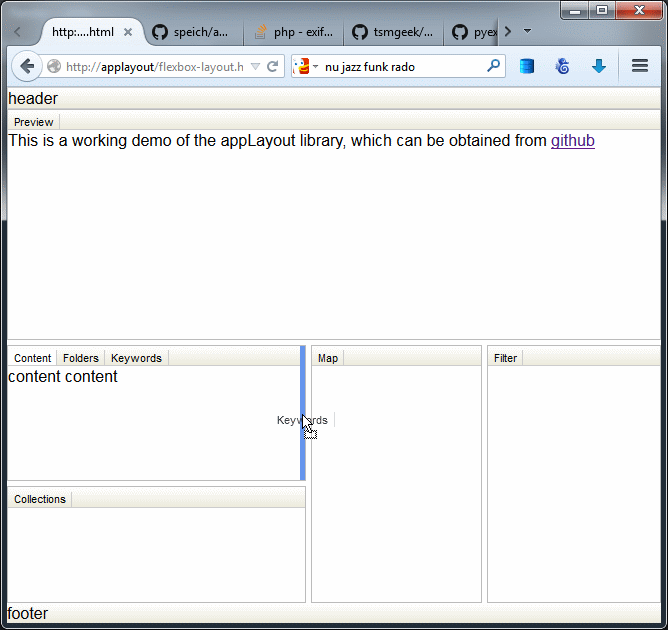 http:....html speich/a... php - exif... tsmgeek/... pyex
http://applayout/flexbox-layout.h nu jazz funk rado
header
Preview
This is a working demo of the appLayout library, which can be obtained from github
Content Folders Keywords Map Filter
content content
Keywords
Collections
footer